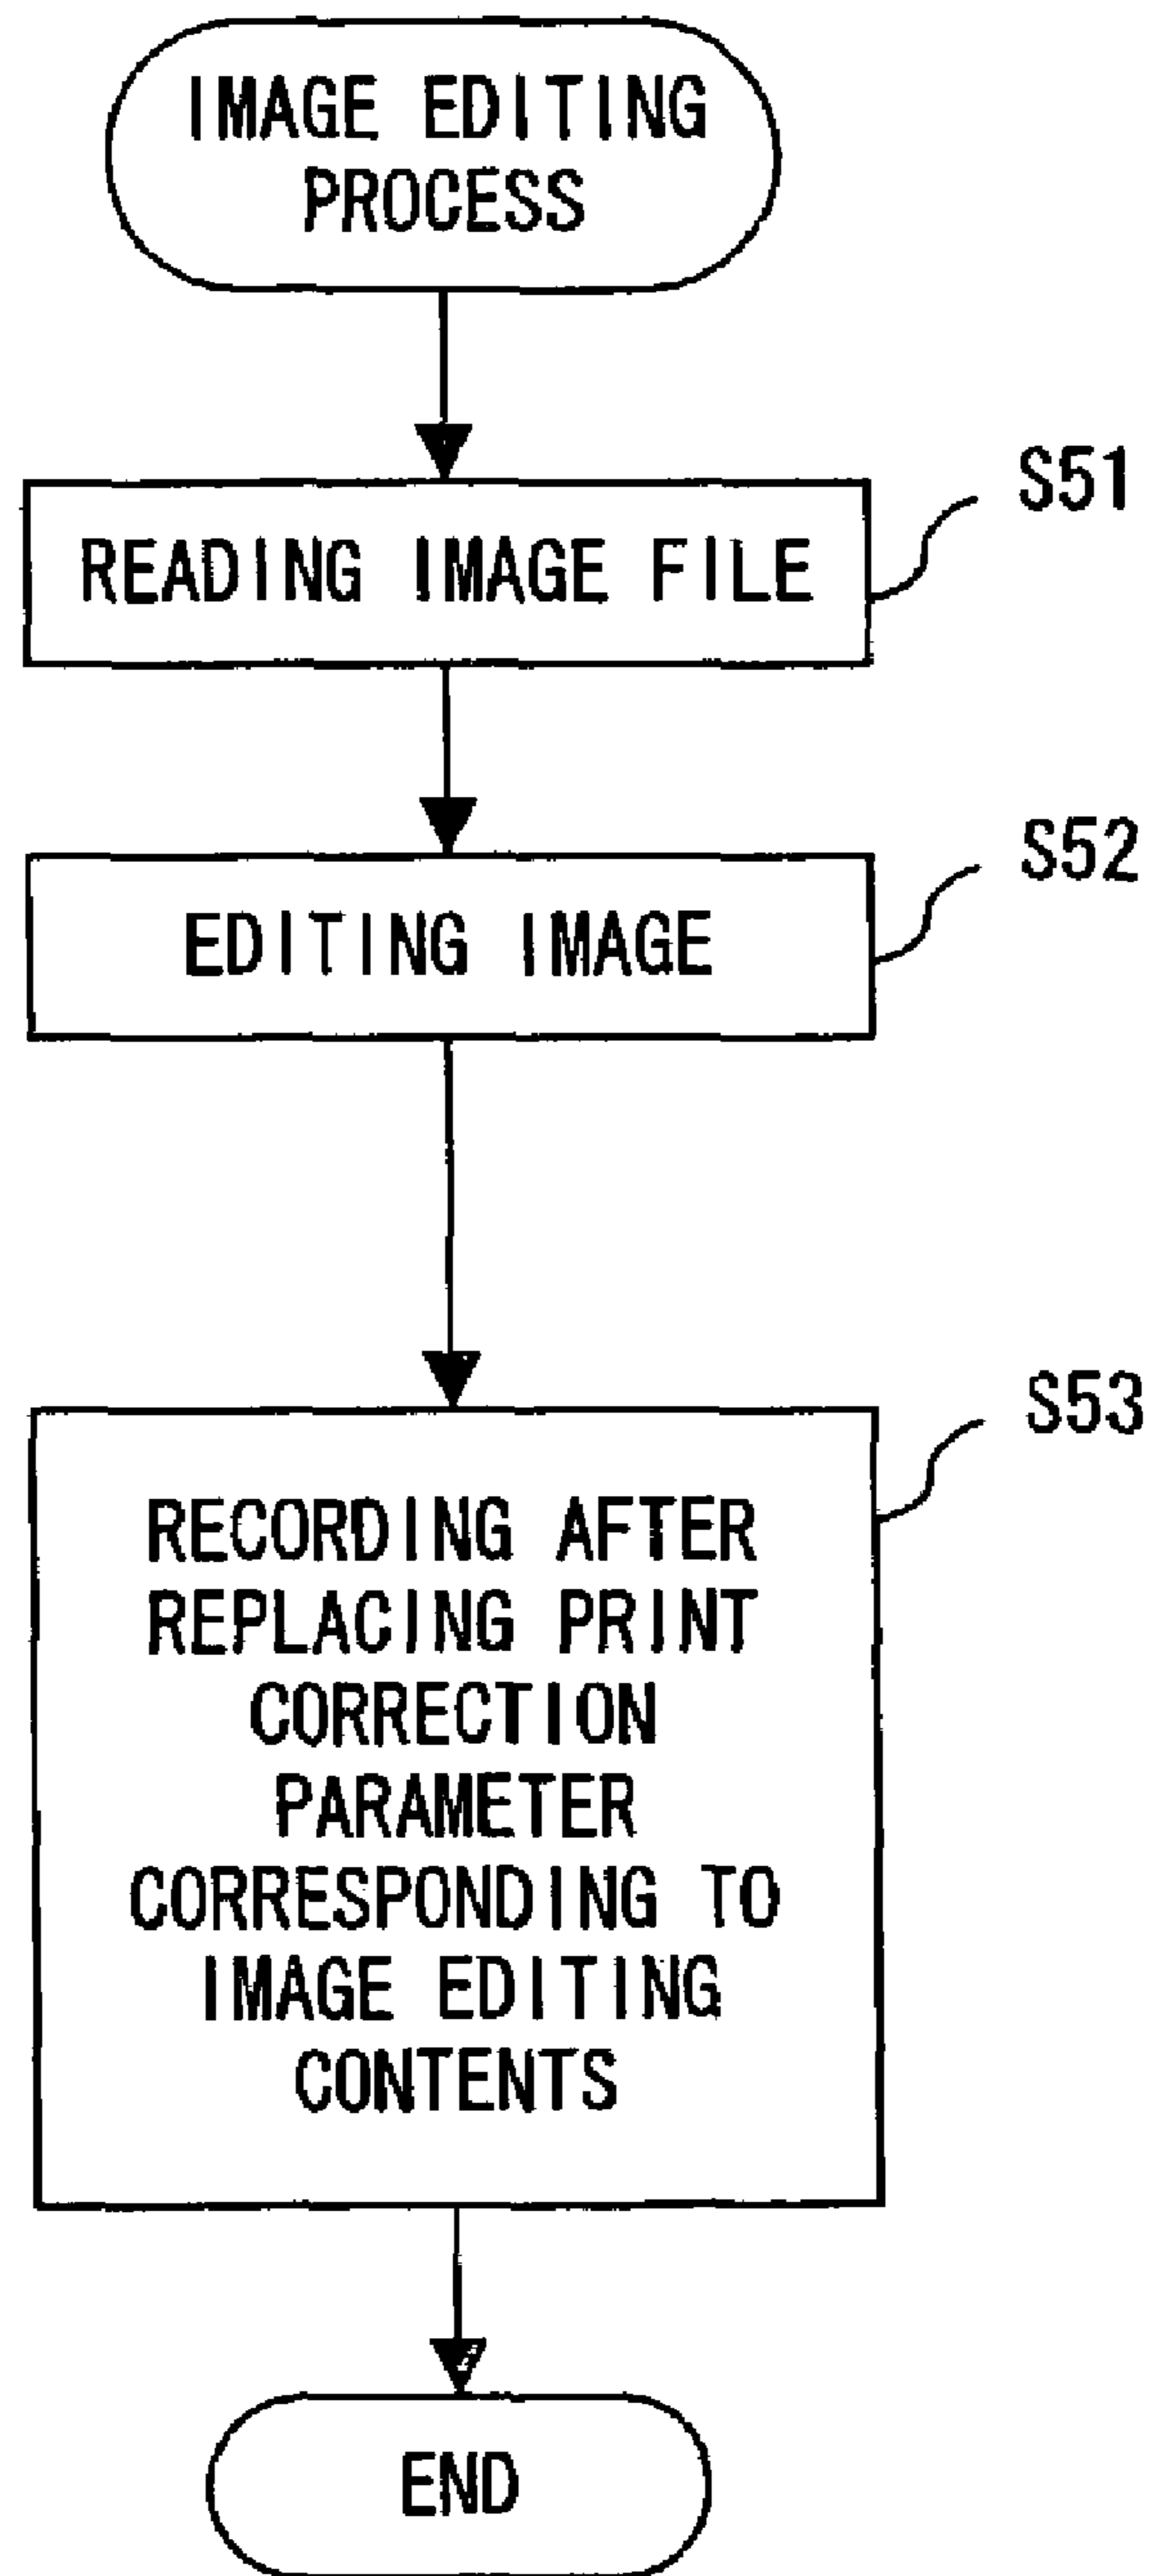 IMAGE EDITING
PROCESS
S51
READING IMAGE FILE
S52
EDITING IMAGE
S53
RECORDING AFTER
REPLACING PRINT
CORRECTION
PARAMETER
CORRESPONDING TO
IMAGE EDITING
CONTENTS
END